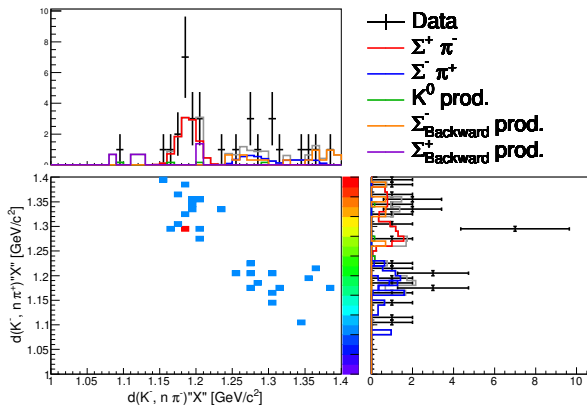 10
8
6
4
2
0
Data
Σ⁺ π⁻
Σ⁻ π⁺
K⁰ prod.
Σ⁻Backward prod.
Σ⁺Backward prod.
1.4
1.35
1.3
1.25
1.2
1.15
1.1
1.05
1
d(K⁻, n π⁺)"X" [GeV/c²]
1 1.05 1.1 1.15 1.2 1.25 1.3 1.35 1.4
d(K⁻, n π⁻)"X" [GeV/c²]
0 2 4 6 8 10